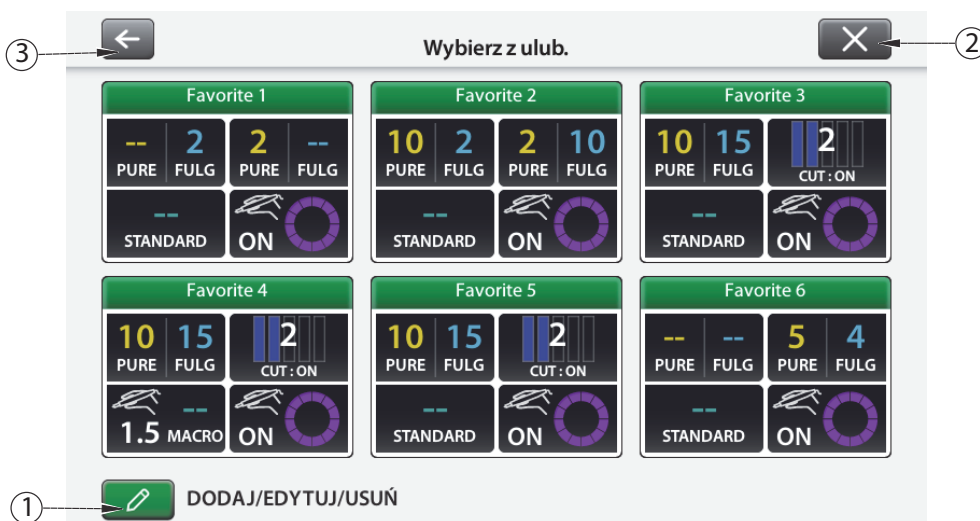 ③ Wybierz z ulub. ②
Favorite 1 Favorite 2 Favorite 3
-- 2 2 -- 10 2 2 10 10 15 2
PURE FULG PURE FULG PURE FULG PURE FULG PURE FULG CUT : ON
-- -- --
STANDARD ON STANDARD ON STANDARD ON
Favorite 4 Favorite 5 Favorite 6
10 15 2 10 15 2 -- -- 5 4
PURE FULG CUT : ON PURE FULG CUT : ON PURE FULG PURE FULG
-- -- --
1.5 MACRO ON STANDARD ON STANDARD ON
① DODAJ/EDYTUJ/USUŃ